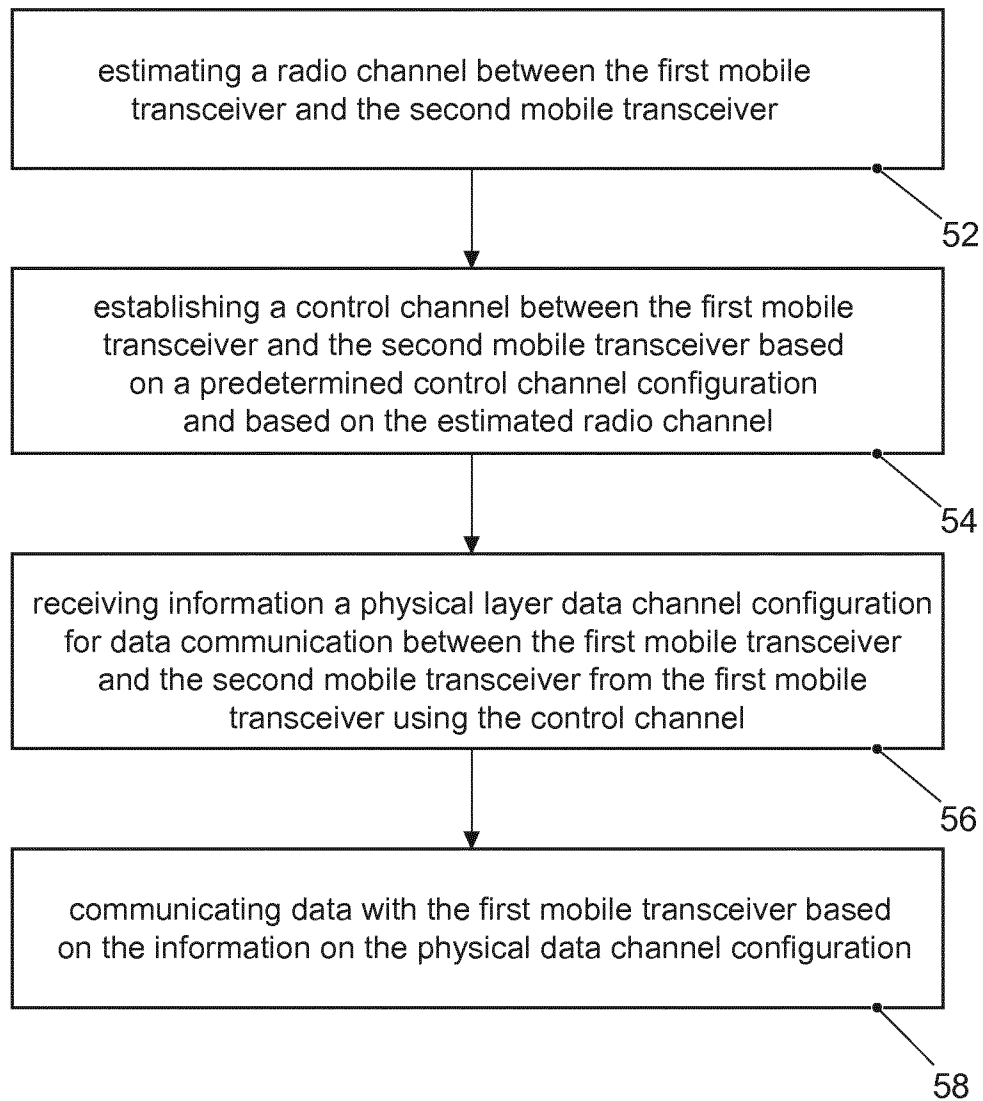 estimating a radio channel between the first mobile
transceiver and the second mobile transceiver
52
establishing a control channel between the first mobile
transceiver and the second mobile transceiver based
on a predetermined control channel configuration
and based on the estimated radio channel
54
receiving information a physical layer data channel configuration
for data communication between the first mobile transceiver
and the second mobile transceiver from the first mobile
transceiver using the control channel
56
communicating data with the first mobile transceiver based
on the information on the physical data channel configuration
58